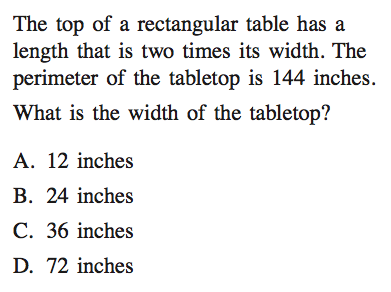 The top of a rectangular table has a
length that is two times its width. The
perimeter of the tabletop is 144 inches.
What is the width of the tabletop?
A. 12 inches
B. 24 inches
C. 36 inches
D. 72 inches